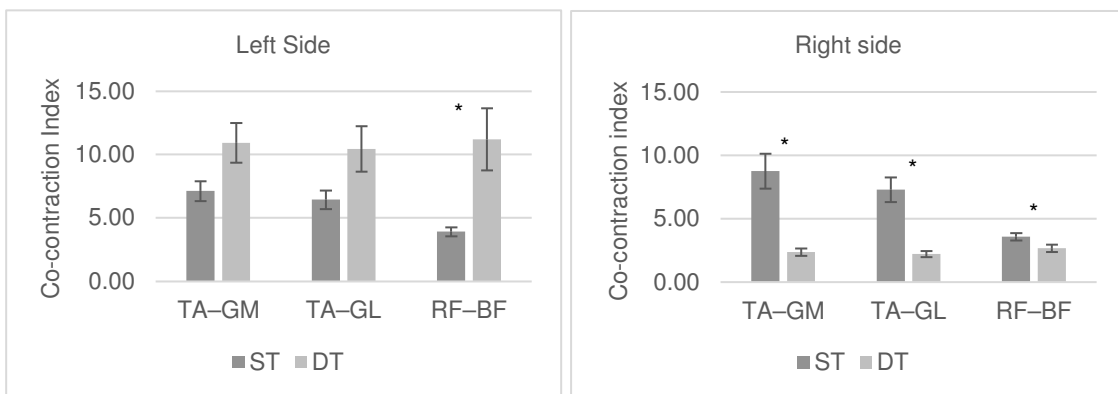 Left Side
Co-contraction Index
15.00
10.00
5.00
0.00
*
TA–GM TA–GL RF–BF
ST DT
Right side
Co-contraction index
15.00
10.00
5.00
0.00
*
*
*
TA–GM TA–GL RF–BF
ST DT